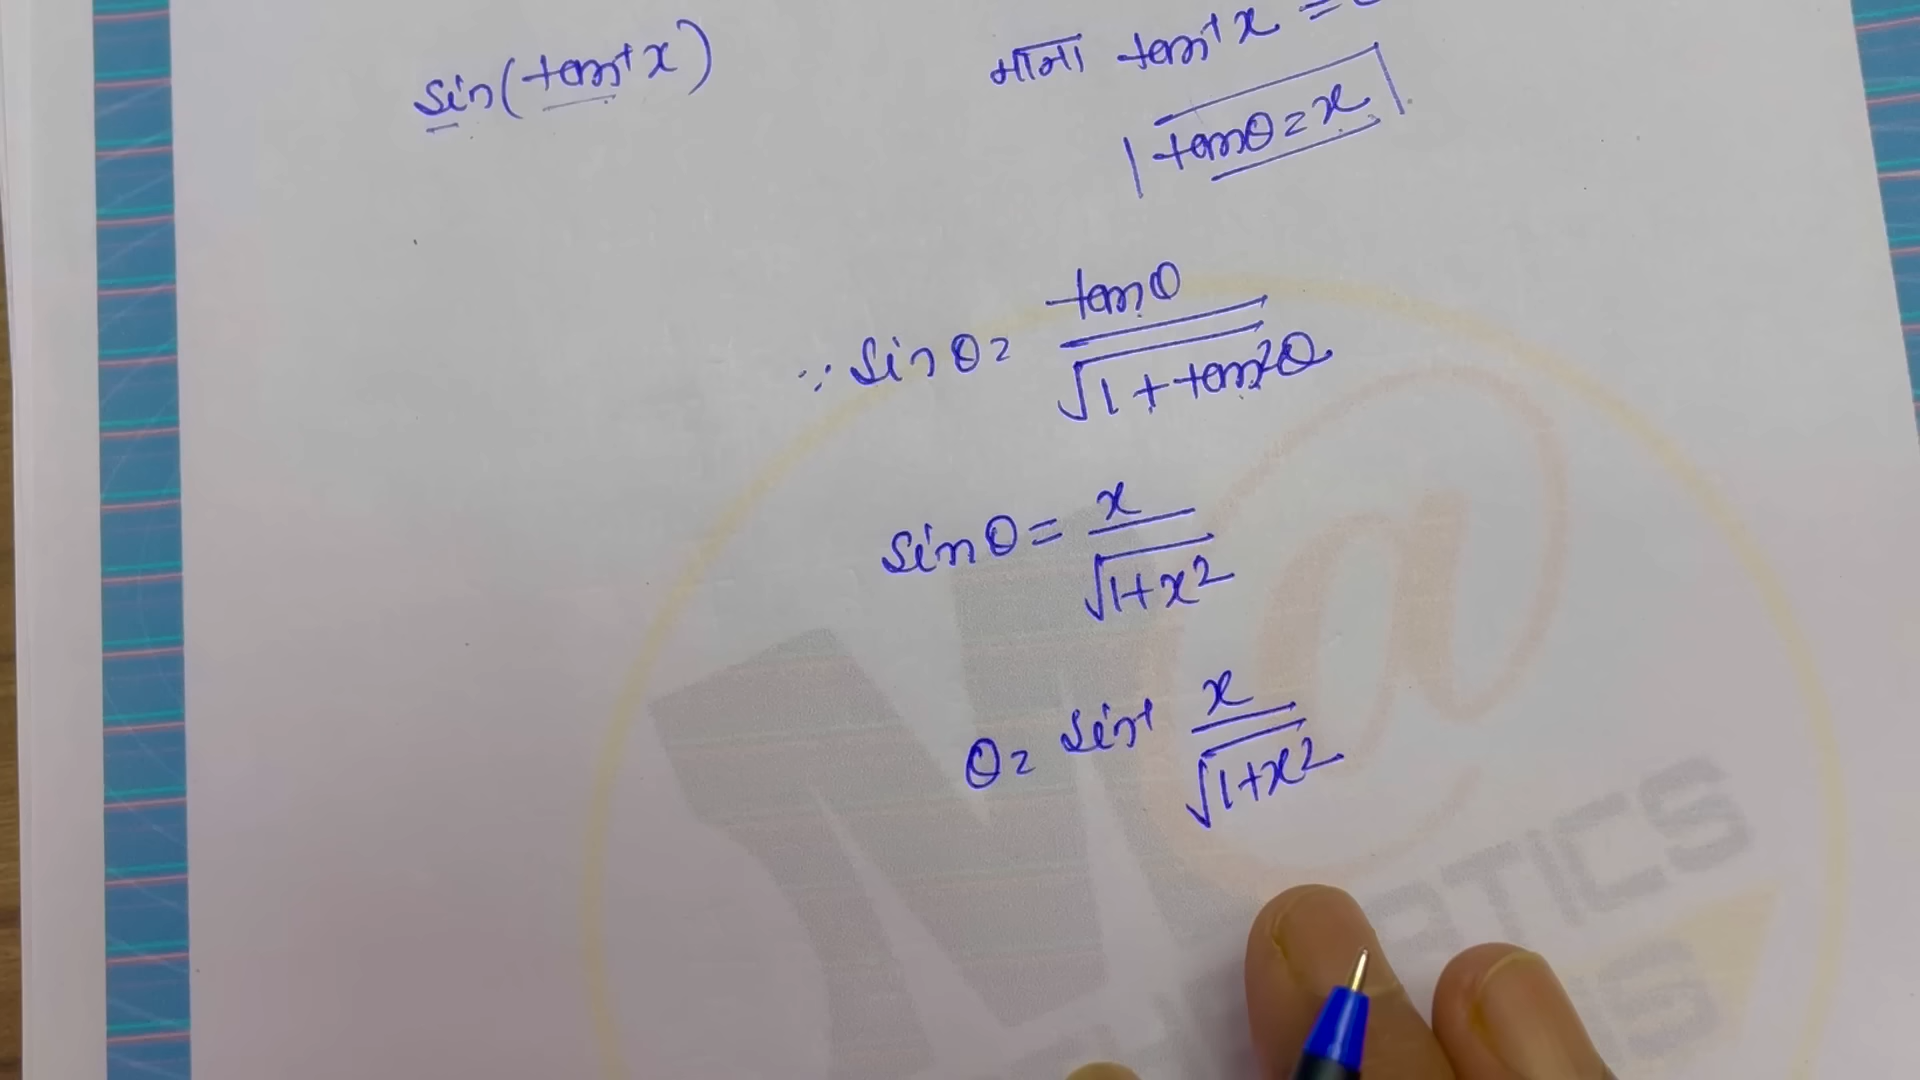 sin(tan⁻¹x)
माना tan⁻¹x =
tanθ = x
∵ sinθ = tanθ / √1 + tan²θ
sinθ = x / √1+x²
θ = sin⁻¹ x / √1+x²